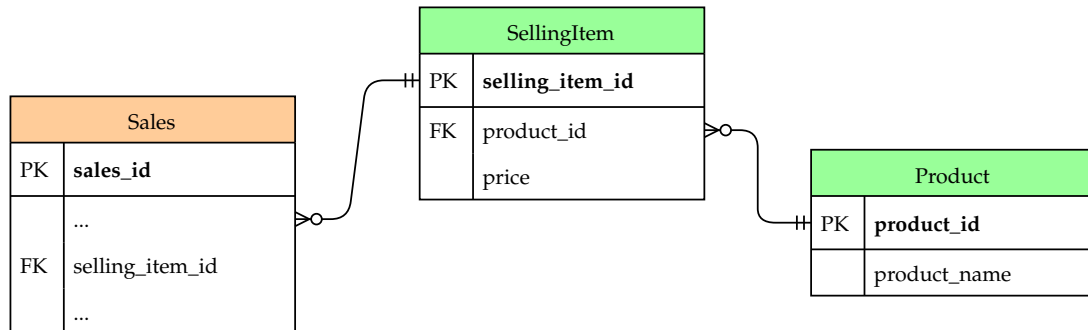 SellingItem
PK selling_item_id
FK product_id
price
Sales
PK sales_id
...
FK selling_item_id
...
Product
PK product_id
product_name